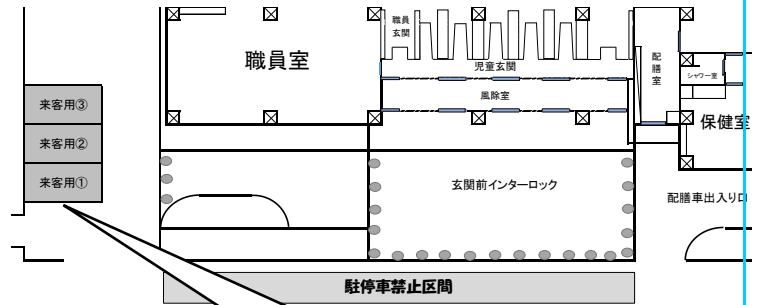 職員
玄関
職員室
児童玄関
配
膳
室
シャワー室
風除室
来客用③
来客用②
来客用①
保健室
玄関前インターロック
配膳車出入り口
駐停車禁止区間